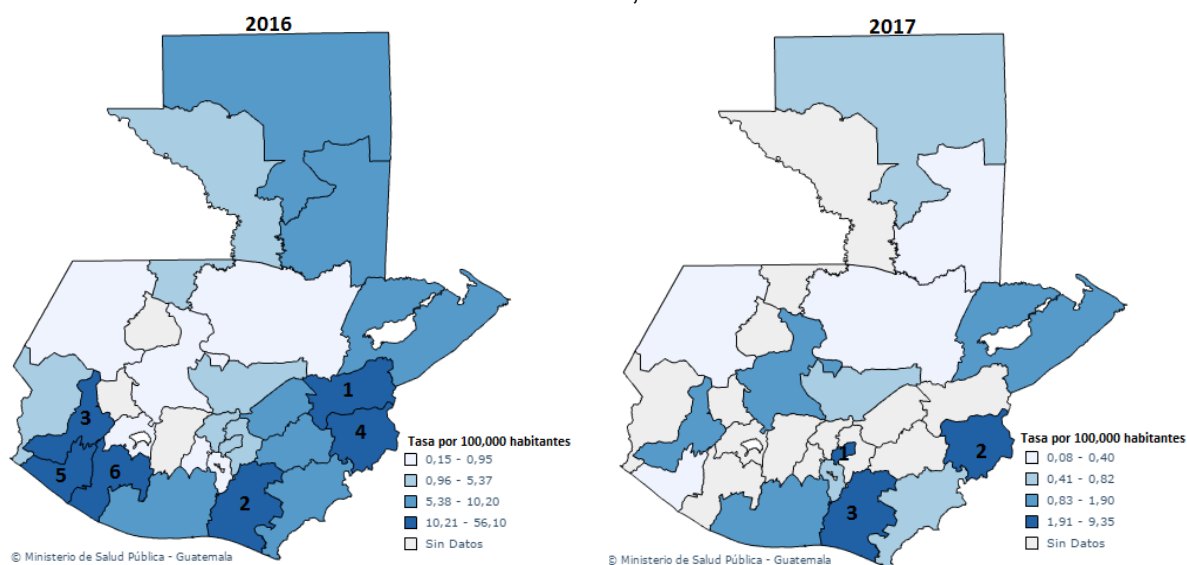 2016
1
3
4
5
6
2
Tasa por 100,000 habitantes
0,15 - 0,95
0,96 - 5,37
5,38 - 10,20
10,21 - 56,10
Sin Datos
© Ministerio de Salud Pública - Guatemala
2017
1
2
3
Tasa por 100,000 habitantes
0,08 - 0,40
0,41 - 0,82
0,83 - 1,90
1,91 - 9,35
Sin Datos
© Ministerio de Salud Pública - Guatemala